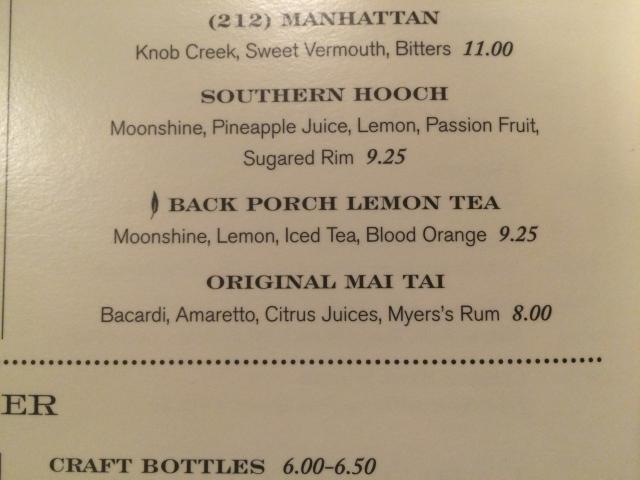 (212) MANHATTAN
Knob Creek, Sweet Vermouth, Bitters 11.00
SOUTHERN HOOCH
Moonshine, Pineapple Juice, Lemon, Passion Fruit,
Sugared Rim 9.25
BACK PORCH LEMON TEA
Moonshine, Lemon, Iced Tea, Blood Orange 9.25
ORIGINAL MAI TAI
Bacardi, Amaretto, Citrus Juices, Myers's Rum 8.00
ER
CRAFT BOTTLES 6.00–6.50